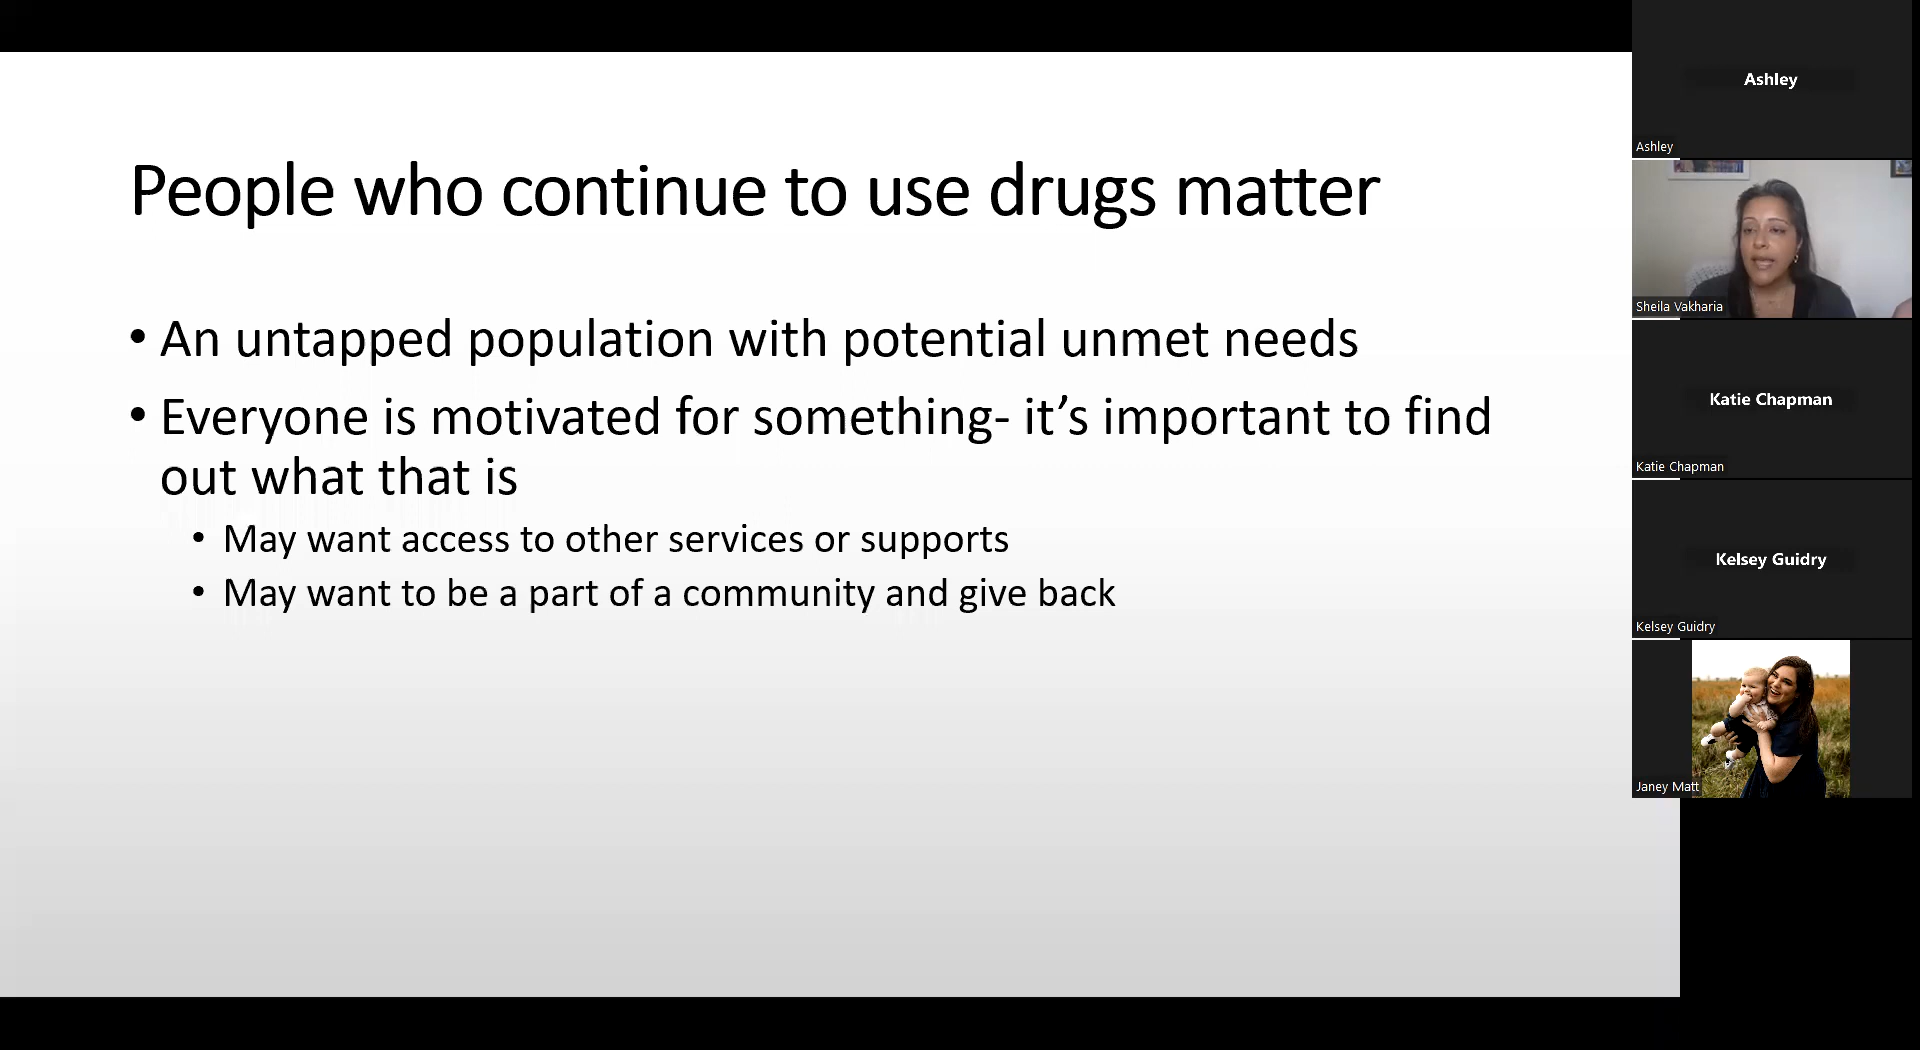 People who continue to use drugs matter
• An untapped population with potential unmet needs
• Everyone is motivated for something- it’s important to find
out what that is
• May want access to other services or supports
• May want to be a part of a community and give back
Ashley
Ashley
Sheila Vakharia
Katie Chapman
Katie Chapman
Kelsey Guidry
Kelsey Guidry
Janey Matt